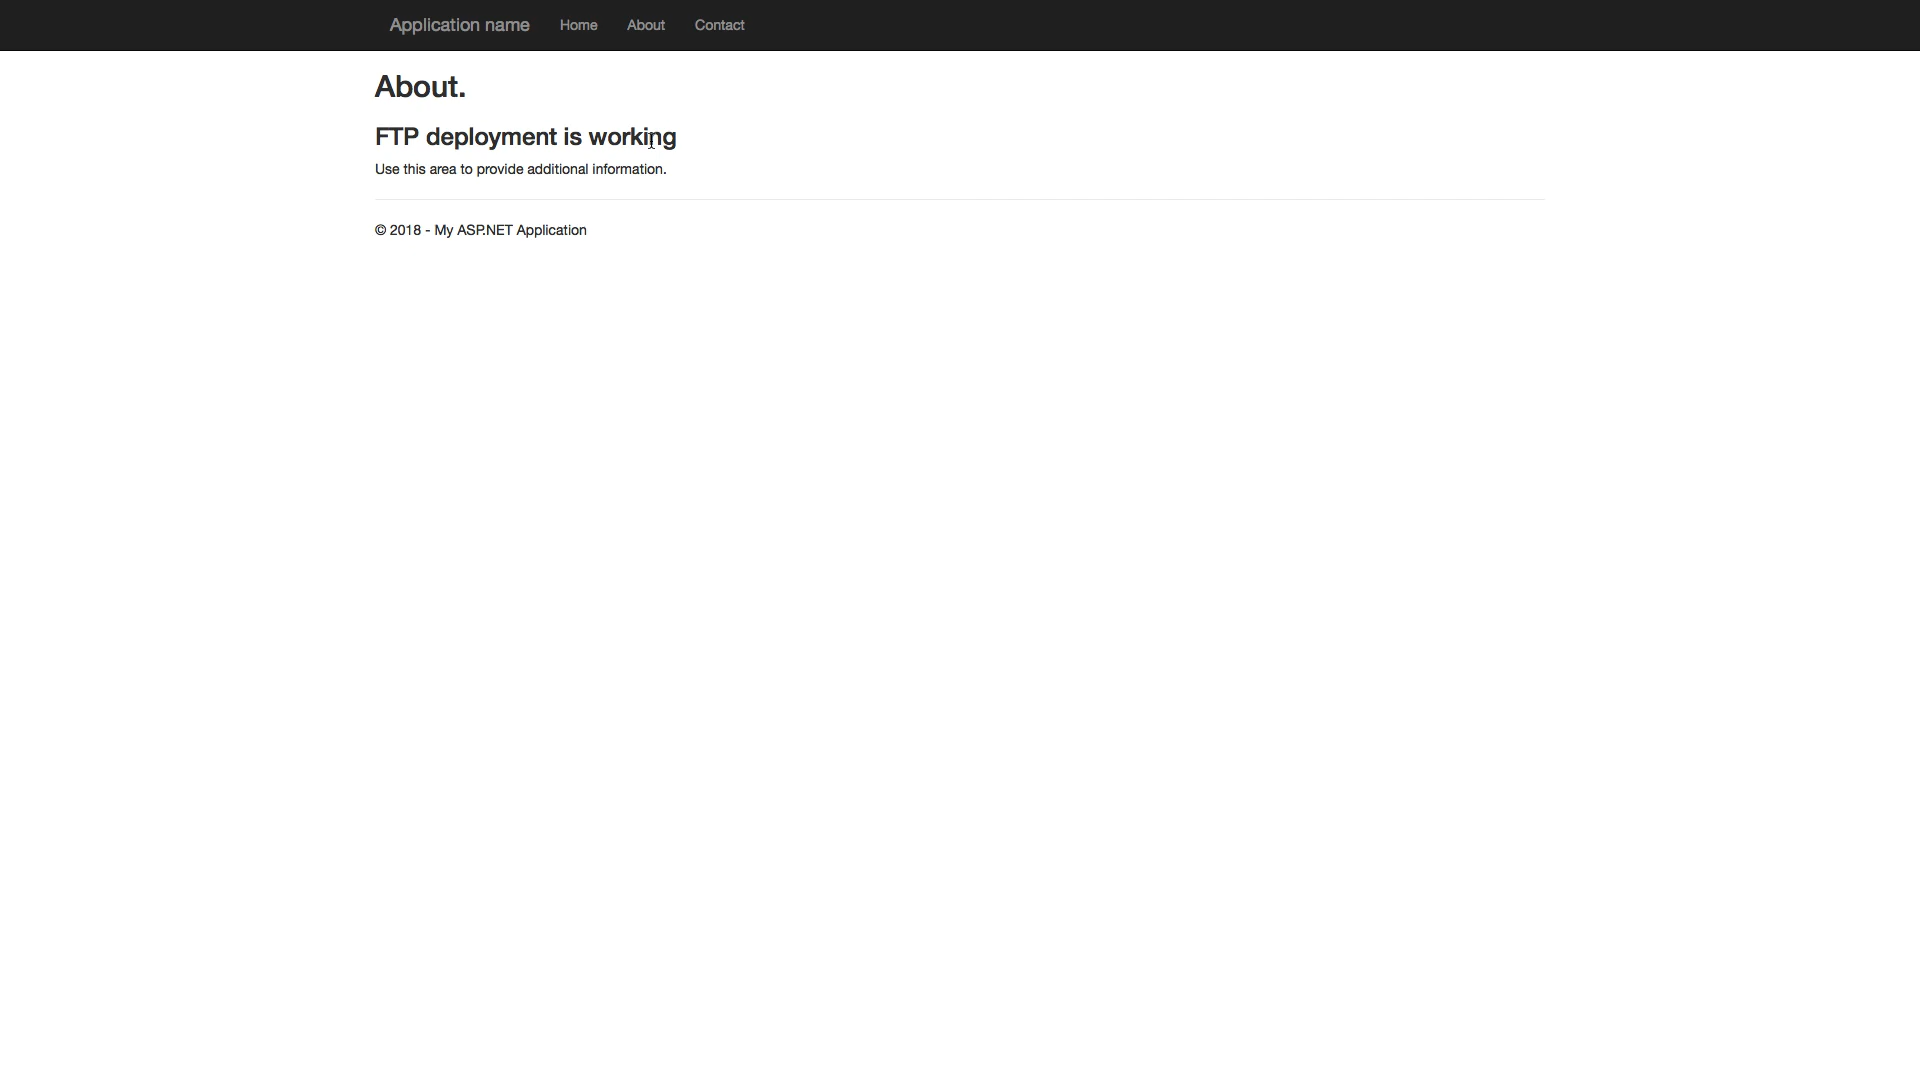 Application name Home About Contact
About.
FTP deployment is working
Use this area to provide additional information.
© 2018 - My ASP.NET Application